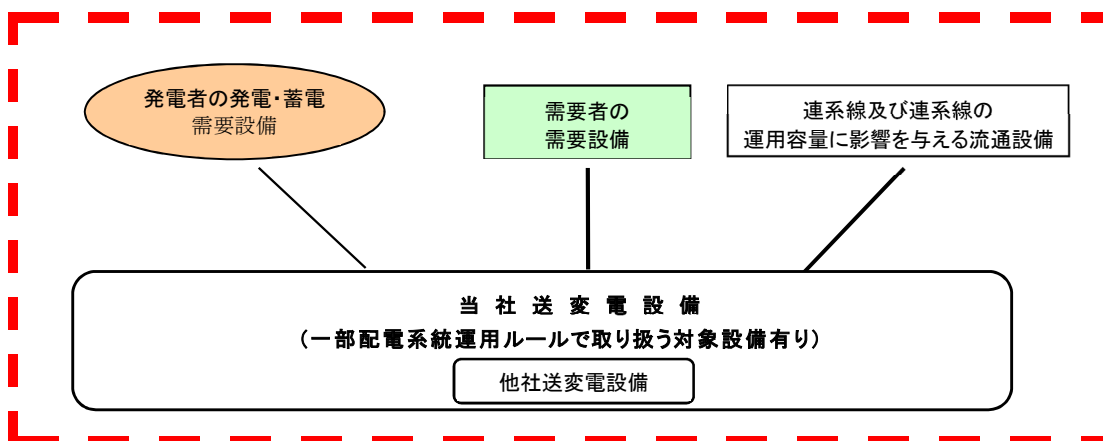 発電者の発電・蓄電
需要設備
需要者の
需要設備
連系線及び連系線の
運用容量に影響を与える流通設備
当社送変電設備
(一部配電系統運用ルールで取り扱う対象設備有り)
他社送変電設備